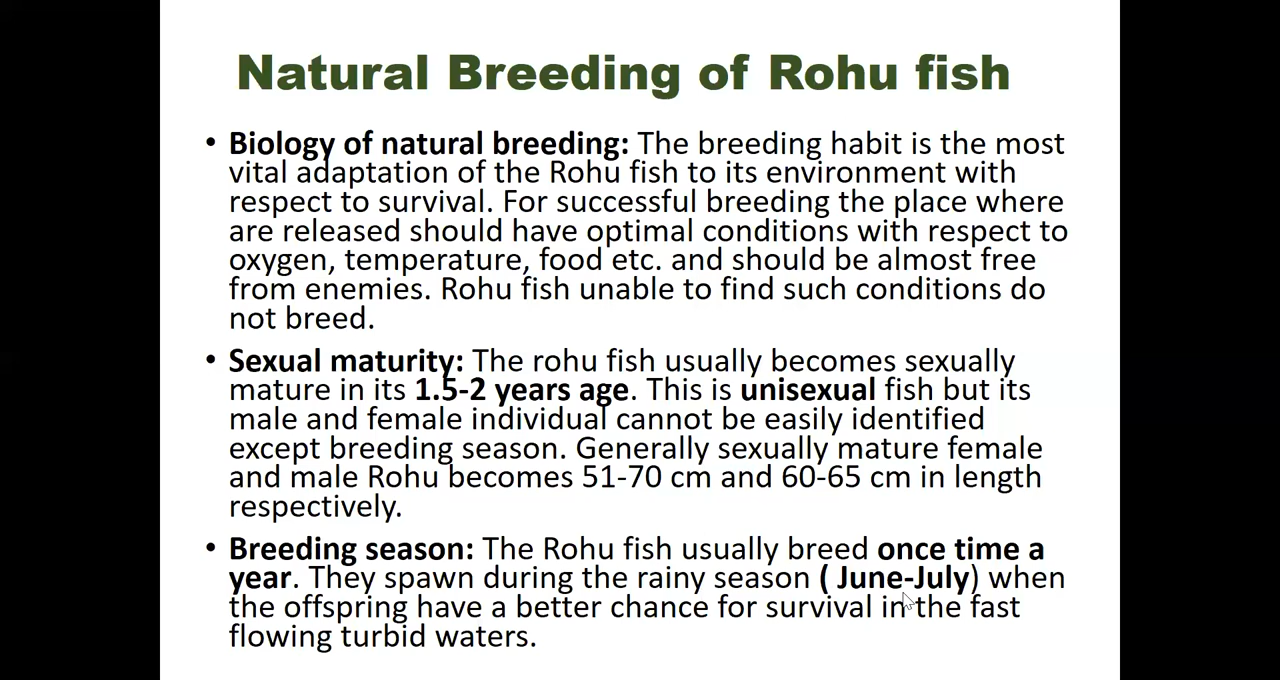 Natural Breeding of Rohu fish
• Biology of natural breeding: The breeding habit is the most
vital adaptation of the Rohu fish to its environment with
respect to survival. For successful breeding the place where
are released should have optimal conditions with respect to
oxygen, temperature, food etc. and should be almost free
from enemies. Rohu fish unable to find such conditions do
not breed.
• Sexual maturity: The rohu fish usually becomes sexually
mature in its 1.5-2 years age. This is unisexual fish but its
male and female individual cannot be easily identified
except breeding season. Generally sexually mature female
and male Rohu becomes 51-70 cm and 60-65 cm in length
respectively.
• Breeding season: The Rohu fish usually breed once time a
year. They spawn during the rainy season ( June-July) when
the offspring have a better chance for survival in the fast
flowing turbid waters.